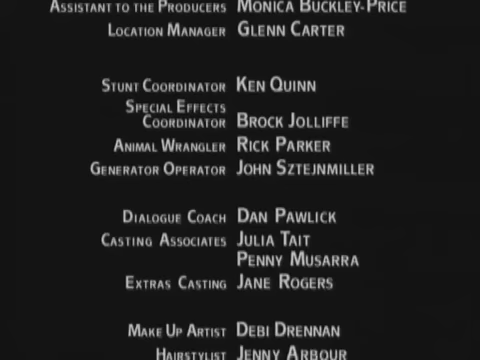 Assistant to the Producers Monica Buckley-Price
Location Manager Glenn Carter
Stunt Coordinator Ken Quinn
Special Effects
Coordinator Brock Jolliffe
Animal Wrangler Rick Parker
Generator Operator John Sztejnmiller
Dialogue Coach Dan Pawlick
Casting Associates Julia Tait
Penny Musarra
Extras Casting Jane Rogers
Make Up Artist Debi Drennan
Hairstylist Jenny Arbour